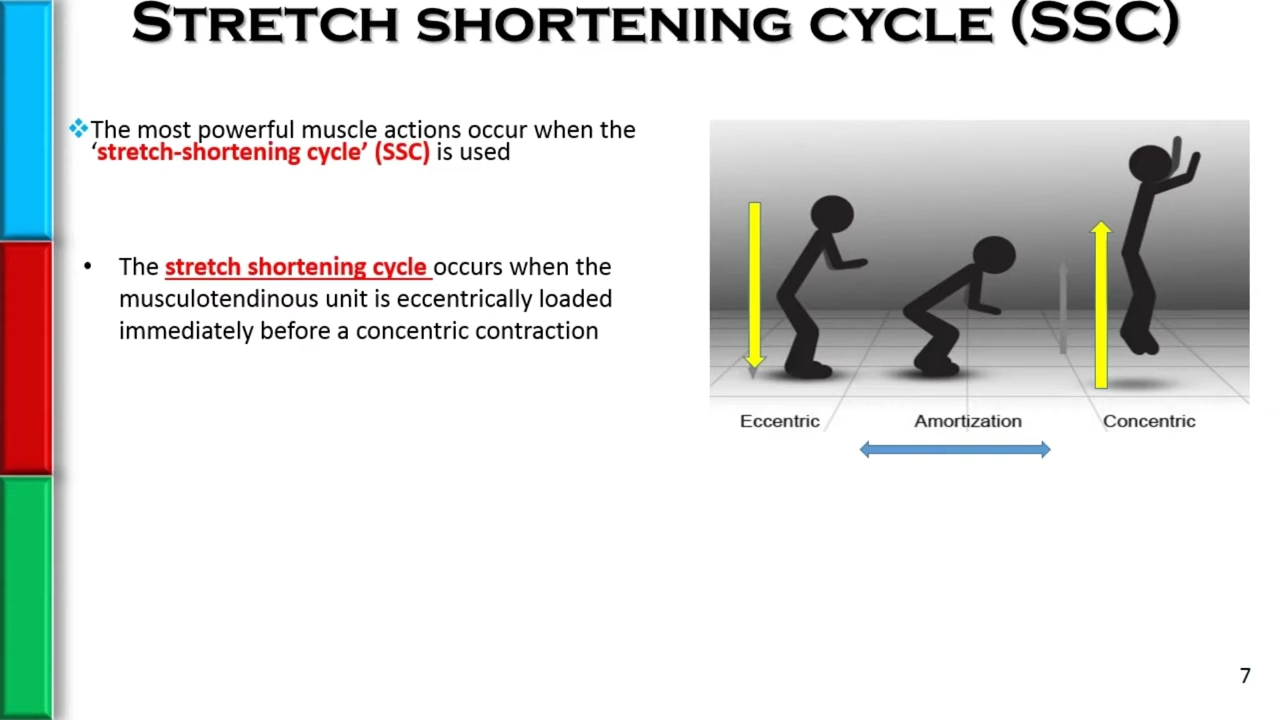 STRETCH SHORTENING CYCLE (SSC)
❖The most powerful muscle actions occur when the
‘stretch-shortening cycle’ (SSC) is used
• The stretch shortening cycle occurs when the
musculotendinous unit is eccentrically loaded
immediately before a concentric contraction
Eccentric Amortization Concentric
7